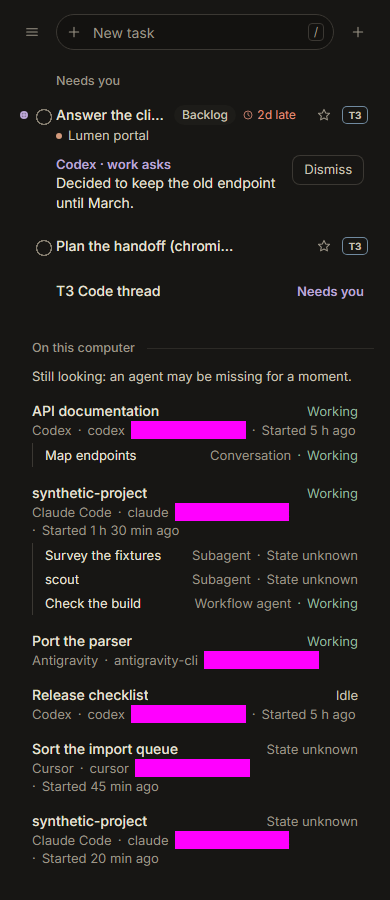 New task /
Needs you
Answer the cli... Backlog 2d late T3
Lumen portal
Codex · work asks
Decided to keep the old endpoint
until March.
Dismiss
Plan the handoff (chromi... T3
T3 Code thread Needs you
On this computer
Still looking: an agent may be missing for a moment.
API documentation Working
Codex · codex · Started 5 h ago
Map endpoints Conversation · Working
synthetic-project Working
Claude Code · claude
· Started 1 h 30 min ago
Survey the fixtures Subagent · State unknown
scout Subagent · State unknown
Check the build Workflow agent · Working
Port the parser Working
Antigravity · antigravity-cli
Release checklist Idle
Codex · codex · Started 5 h ago
Sort the import queue State unknown
Cursor · cursor
· Started 45 min ago
synthetic-project State unknown
Claude Code · claude
· Started 20 min ago